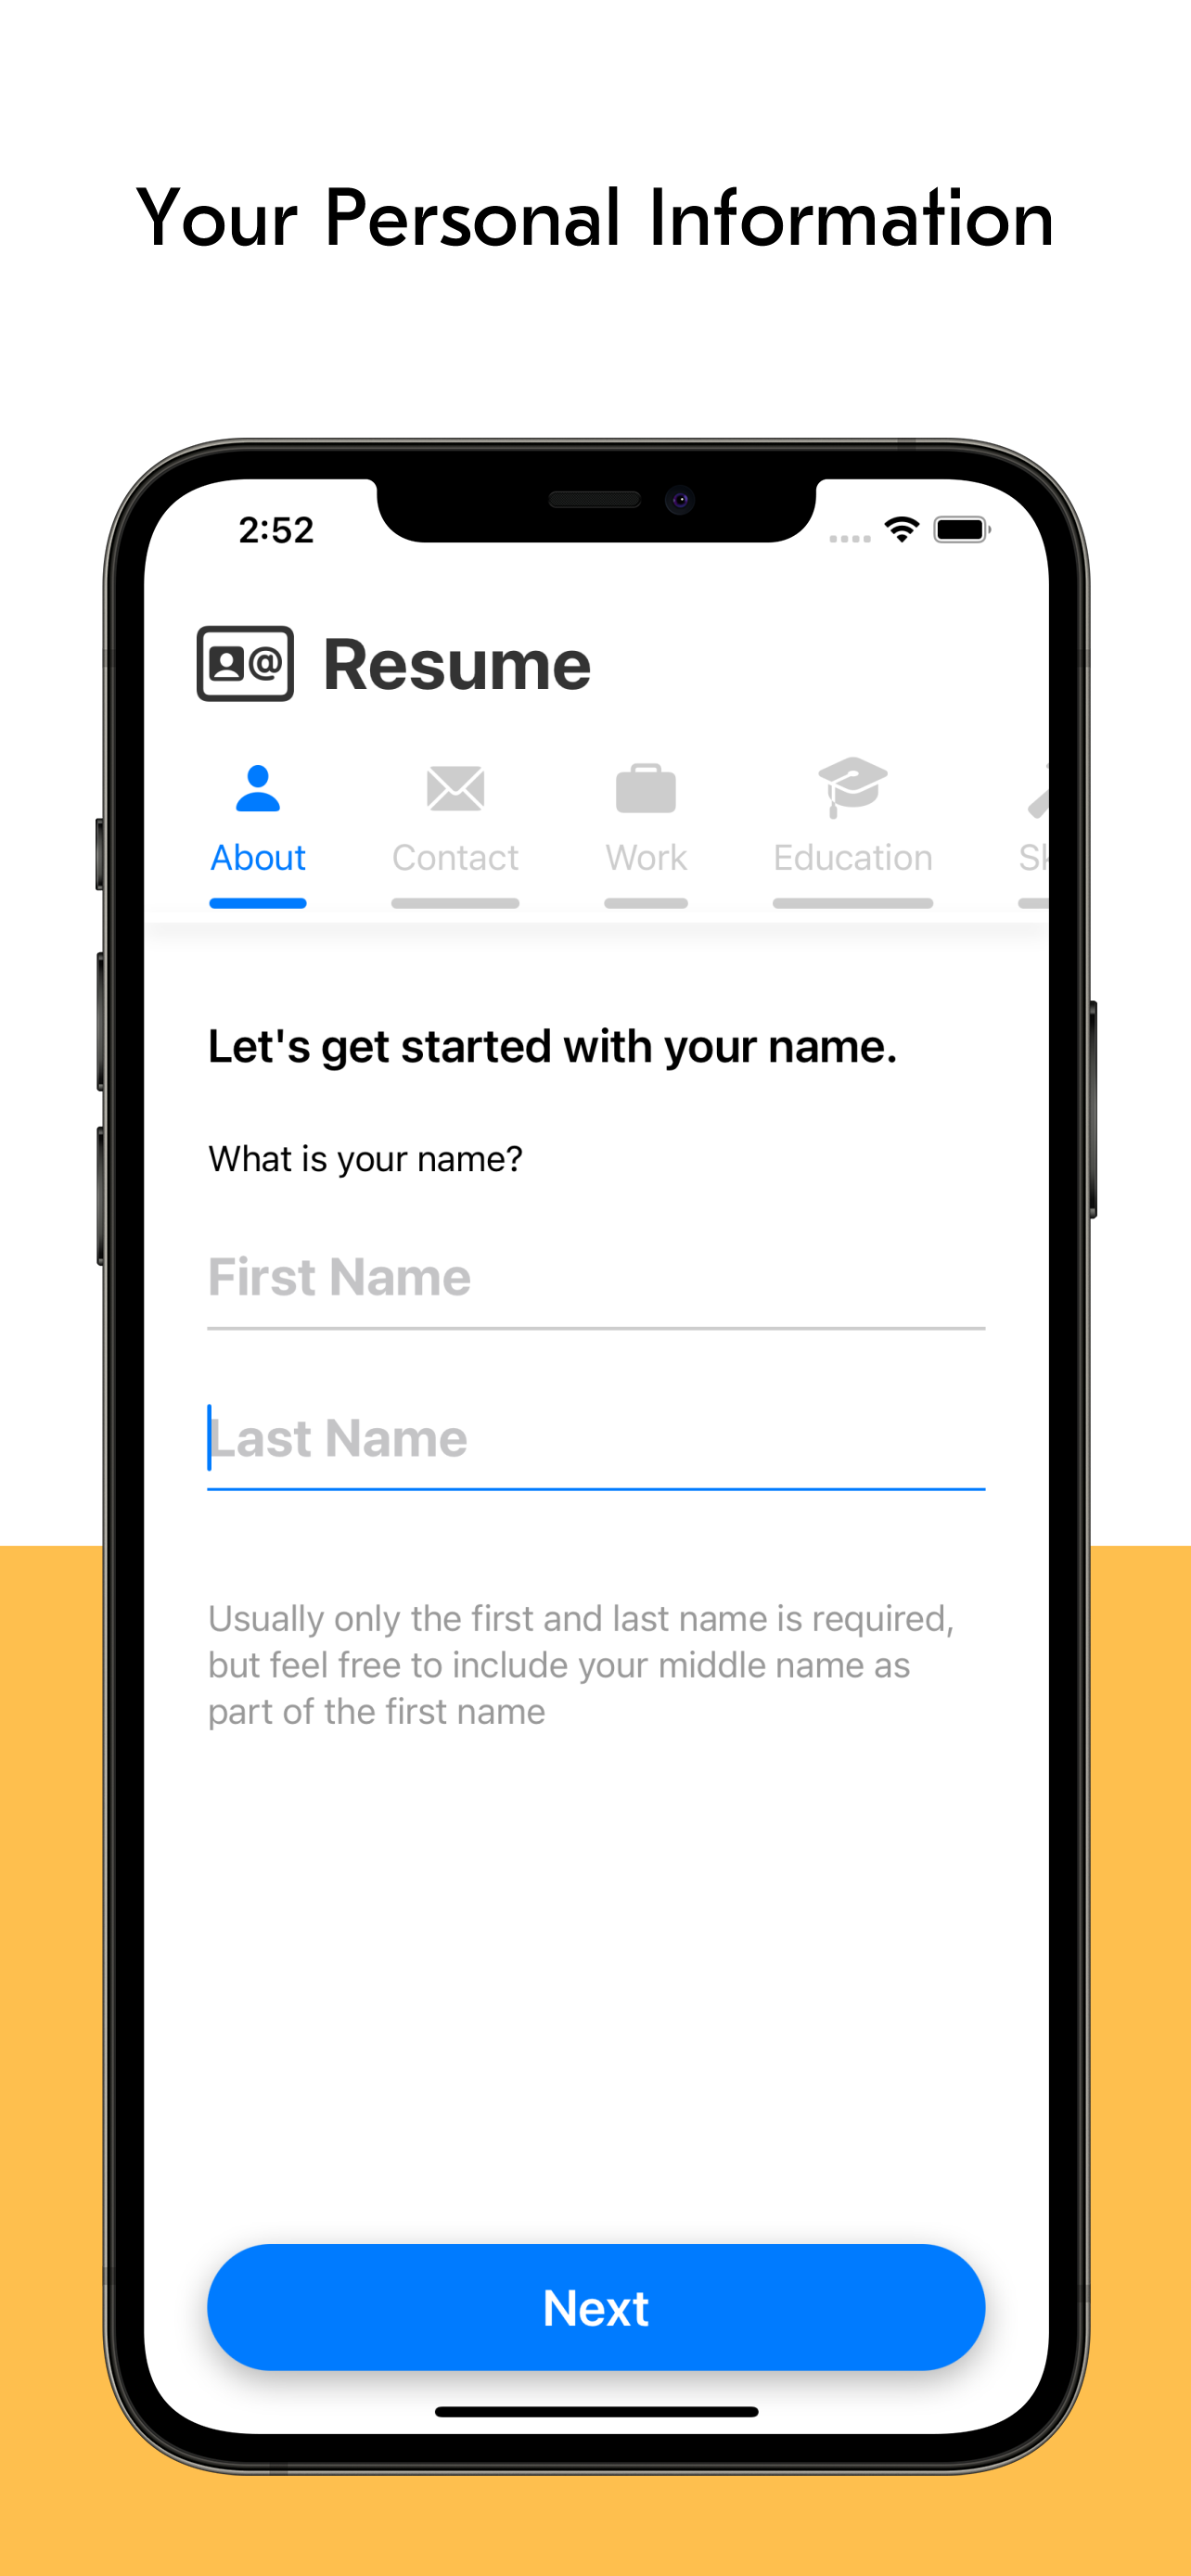 Your Personal Information
2:52
@ Resume
About Contact Work Education Sk
Let's get started with your name.
What is your name?
First Name
Last Name
Usually only the first and last name is required,
but feel free to include your middle name as
part of the first name
Next